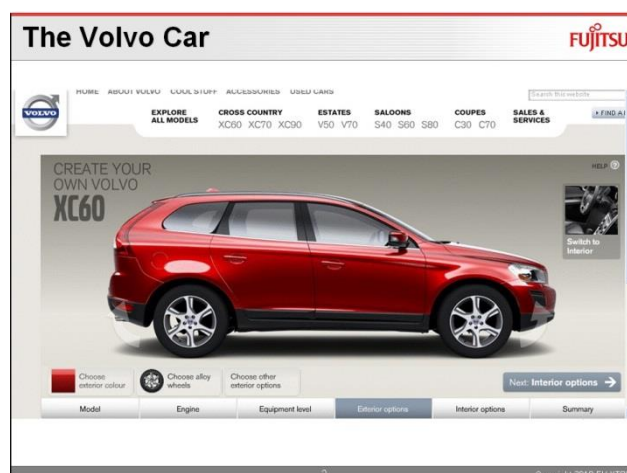 The Volvo Car
FUJITSU
HOME ABOUT VOLVO COOL STUFF ACCESSORIES USED CARS
Search this website
VOLVO
EXPLORE ALL MODELS
CROSS COUNTRY
XC60 XC70 XC90
ESTATES
V50 V70
SALOONS
S40 S60 S80
COUPES
C30 C70
SALES & SERVICES
FIND A
CREATE YOUR
OWN VOLVO
XC60
HELP ?
Switch to
Interior
Choose
exterior colour
Choose alloy
wheels
Choose other
exterior options
Next: Interior options
Model Engine Equipment level Exterior options Interior options Summary